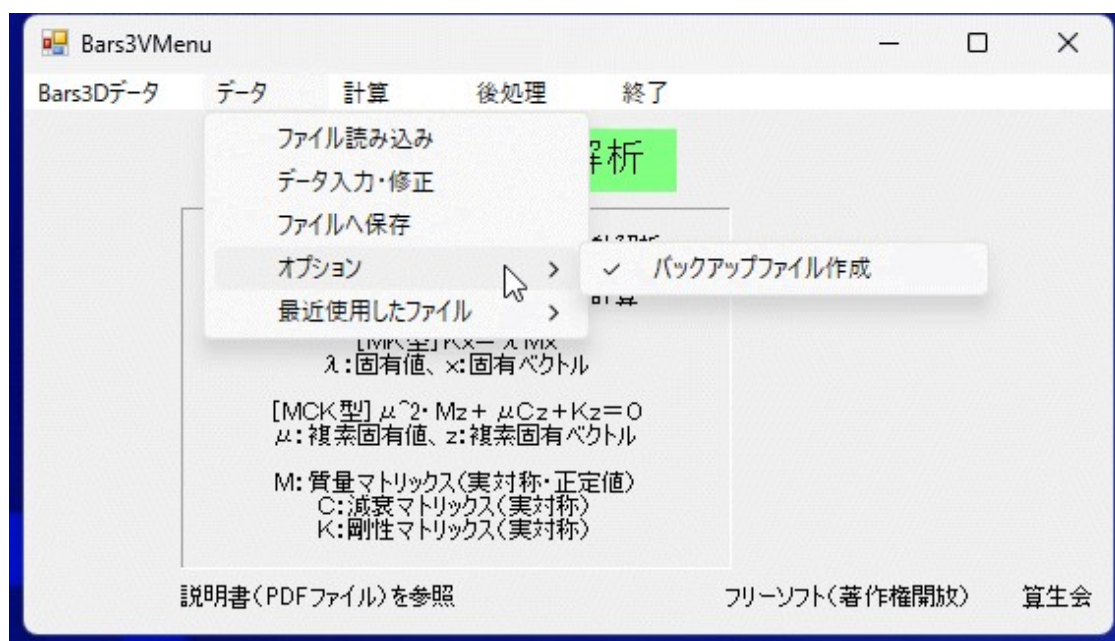 Bars3VMenu
Bars3Dデータ データ 計算 後処理 終了
ファイル読み込み
解析
データ入力・修正
ファイルへ保存
オプション
バックアップファイル作成
最近使用したファイル
計算
[MK型] Kx= λMx
λ:固有値、x:固有ベクトル
[MCK型] μ^2・Mz+ μCz+Kz=0
μ:複素固有値、z:複素固有ベクトル
M:質量マトリックス(実対称・正定値)
C:減衰マトリックス(実対称)
K:剛性マトリックス(実対称)
説明書(PDFファイル)を参照 フリーソフト(著作権開放) 算生会